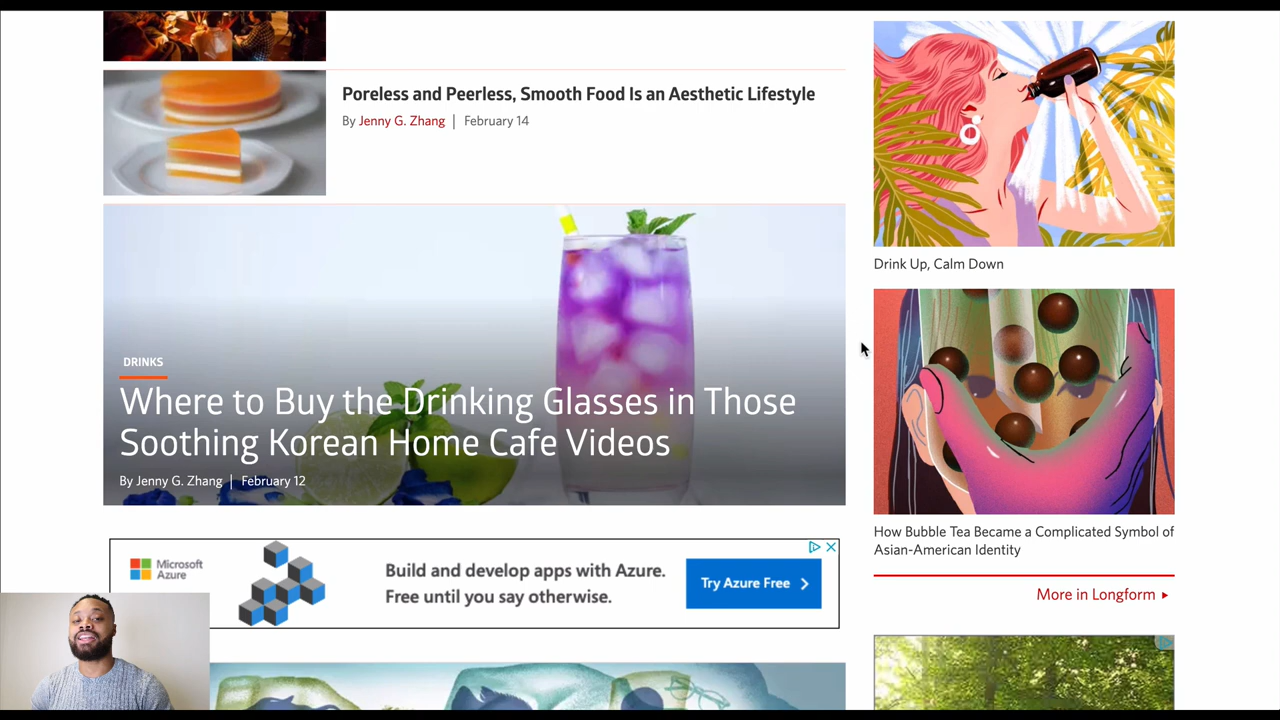 Poreless and Peerless, Smooth Food Is an Aesthetic Lifestyle
By Jenny G. Zhang | February 14
DRINKS
Where to Buy the Drinking Glasses in Those
Soothing Korean Home Cafe Videos
By Jenny G. Zhang | February 12
Microsoft
Azure
Build and develop apps with Azure.
Free until you say otherwise.
Try Azure Free
Drink Up, Calm Down
How Bubble Tea Became a Complicated Symbol of
Asian-American Identity
More in Longform